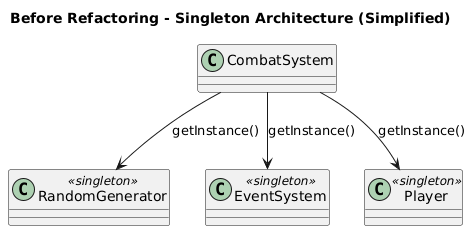 Before Refactoring - Singleton Architecture (Simplified)
C CombatSystem
getInstance() getInstance() getInstance()
C «singleton» RandomGenerator
C «singleton» EventSystem
C «singleton» Player